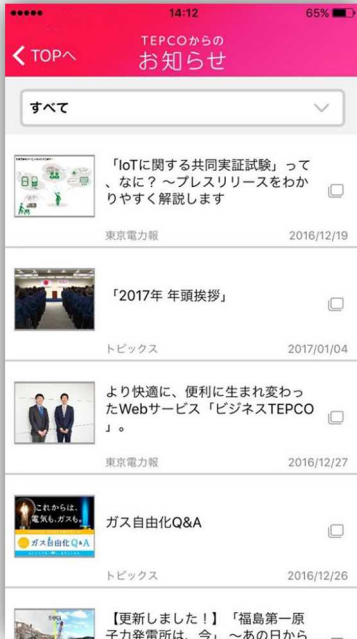 14:12
65%
TOPへ
TEPCOからの
お知らせ
すべて
「IoTに関する共同実証試験」って
、なに？ ～プレスリリースをわか
りやすく解説します
東京電力報
2016/12/19
「2017年 年頭挨拶」
トピックス
2017/01/04
より快適に、便利に生まれ変わっ
たWebサービス「ビジネスTEPCO
」。
東京電力報
2016/12/27
これからは、
電気も、ガスも。
ガス自由化 Q&A
ガス自由化Q&A
トピックス
2016/12/26
【更新しました！】「福島第一原
子力発電所は、今」 ～あの日から